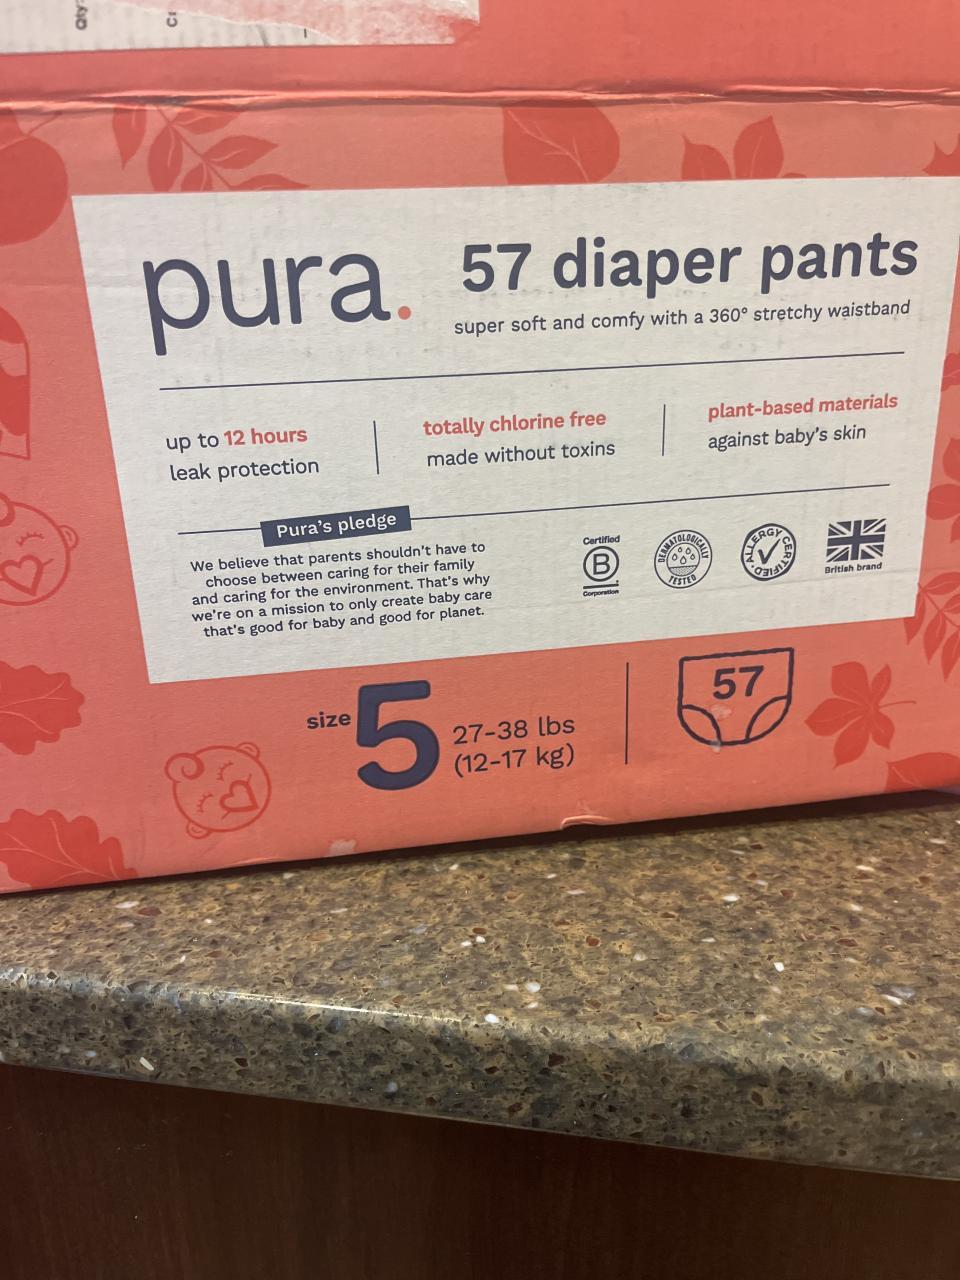 Qty:
pura.
57 diaper pants
super soft and comfy with a 360° stretchy waistband
up to 12 hours
leak protection
totally chlorine free
made without toxins
plant-based materials
against baby's skin
Pura's pledge
We believe that parents shouldn't have to
choose between caring for their family
and caring for the environment. That's why
we're on a mission to only create baby care
that's good for baby and good for planet.
Certified
B
Corporation
DERMATOLOGICALLY
TESTED
ALLERGY CERTIFIED
British brand
size 5
27-38 lbs
(12-17 kg)
57